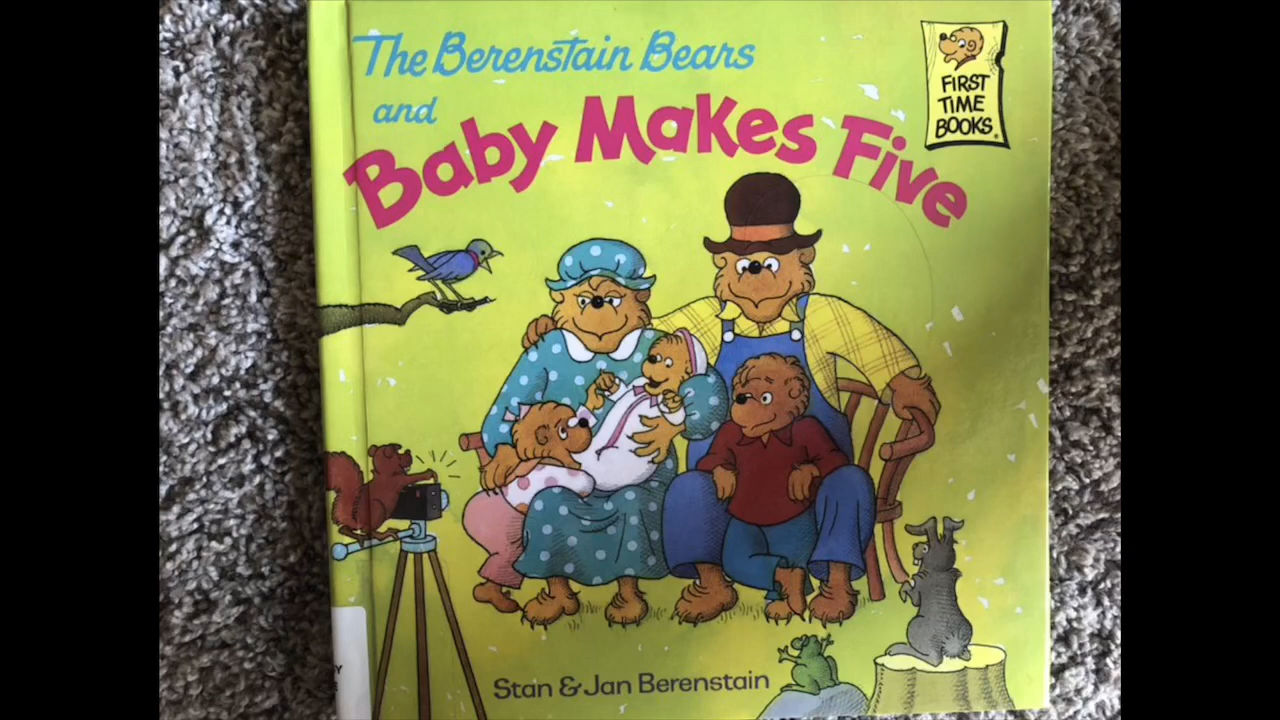 The Berenstain Bears
and
Baby Makes Five
FIRST
TIME
BOOKS
Stan & Jan Berenstain